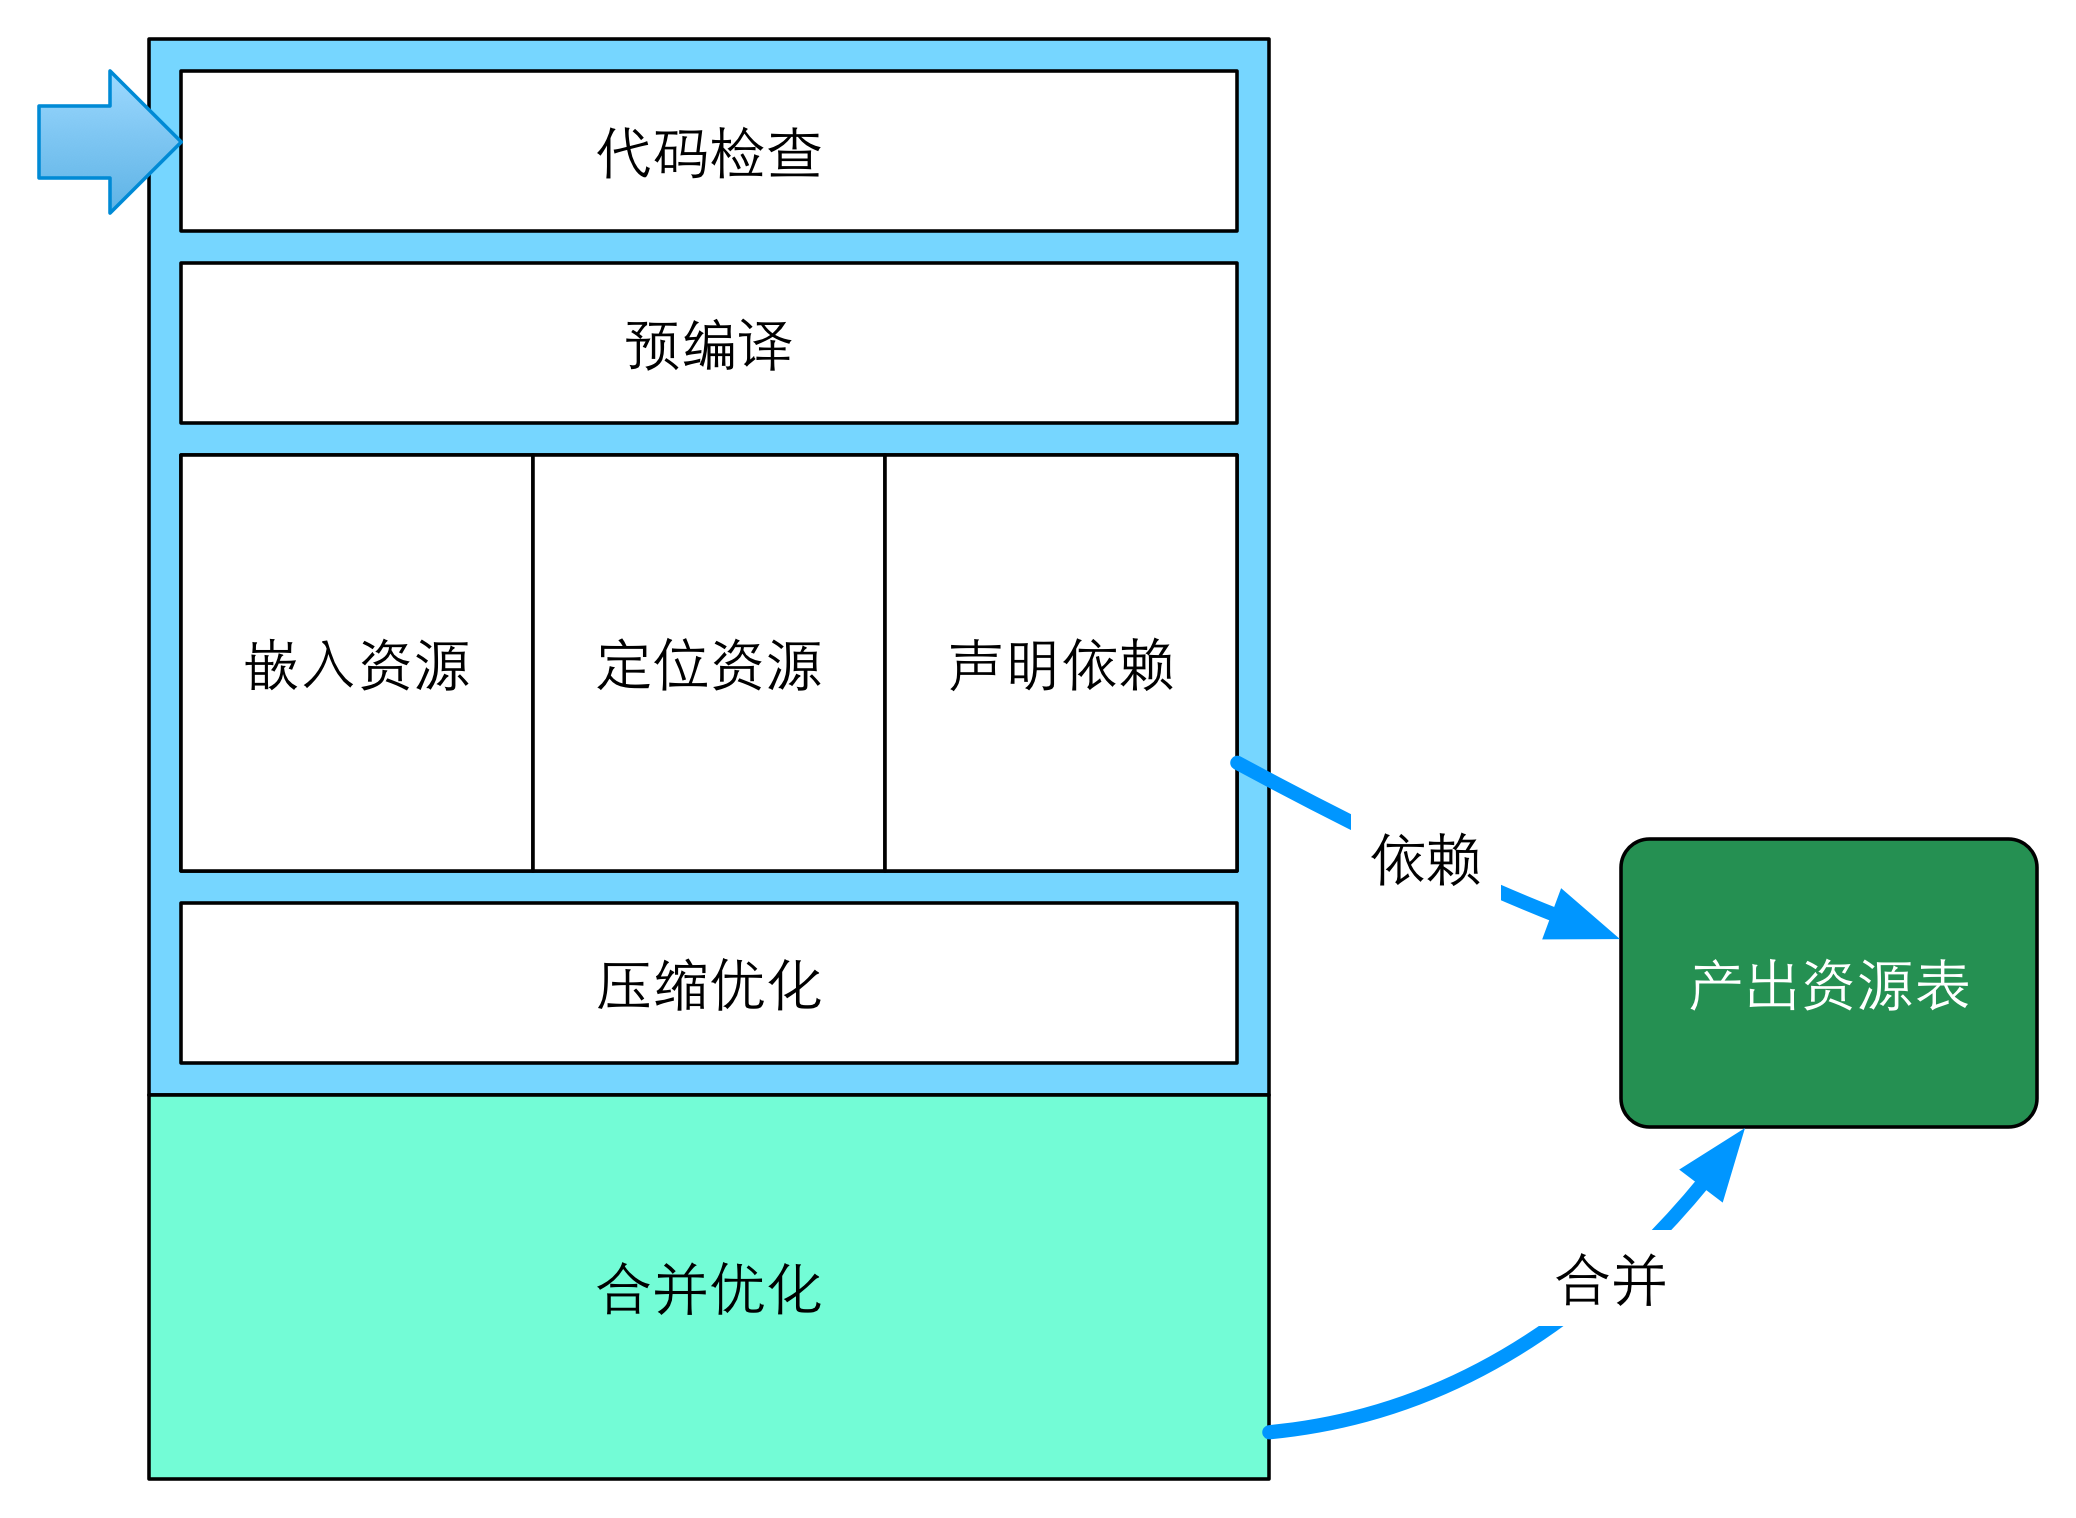 代码检查
预编译
嵌入资源
定位资源
声明依赖
依赖
压缩优化
产出资源表
合并优化
合并